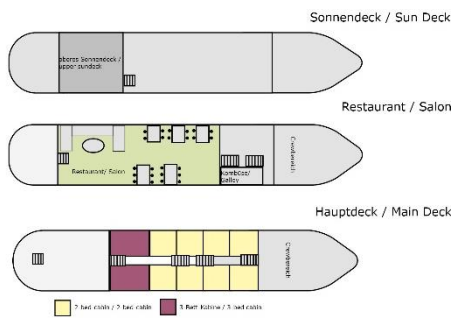 Sonnendeck / Sun Deck
oberes Sonnendeck /
upper sundeck
Restaurant / Salon
Restaurant/ Salon
Kombüse/
Galley
Crewbereich
Hauptdeck / Main Deck
Crewbereich
2 bed cabin / 2 bed cabin
3 Bett Kabine / 3 bed cabin